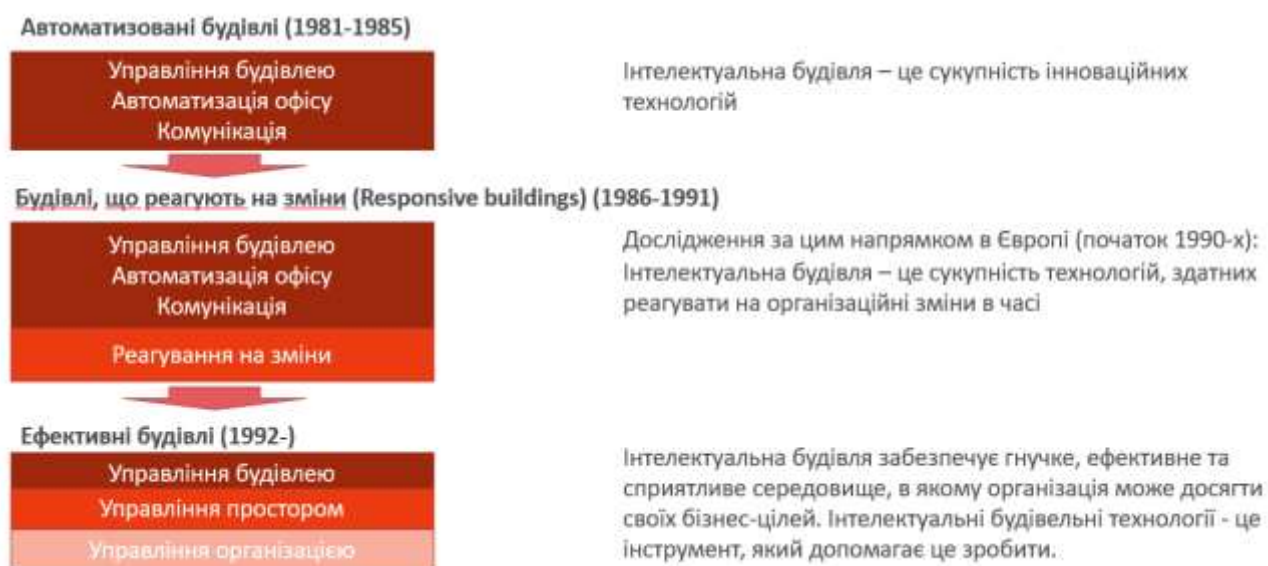 Автоматизовані будівлі (1981-1985)
Управління будівлею
Автоматизація офісу
Комунікація
Інтелектуальна будівля – це сукупність інноваційних
технологій
Будівлі, що реагують на зміни (Responsive buildings) (1986-1991)
Управління будівлею
Автоматизація офісу
Комунікація
Реагування на зміни
Дослідження за цим напрямком в Європі (початок 1990-х):
Інтелектуальна будівля – це сукупність технологій, здатних
реагувати на організаційні зміни в часі
Ефективні будівлі (1992-)
Управління будівлею
Управління простором
Управління організацією
Інтелектуальна будівля забезпечує гнучке, ефективне та
сприятливе середовище, в якому організація може досягти
своїх бізнес-цілей. Інтелектуальні будівельні технології - це
інструмент, який допомагає це зробити.